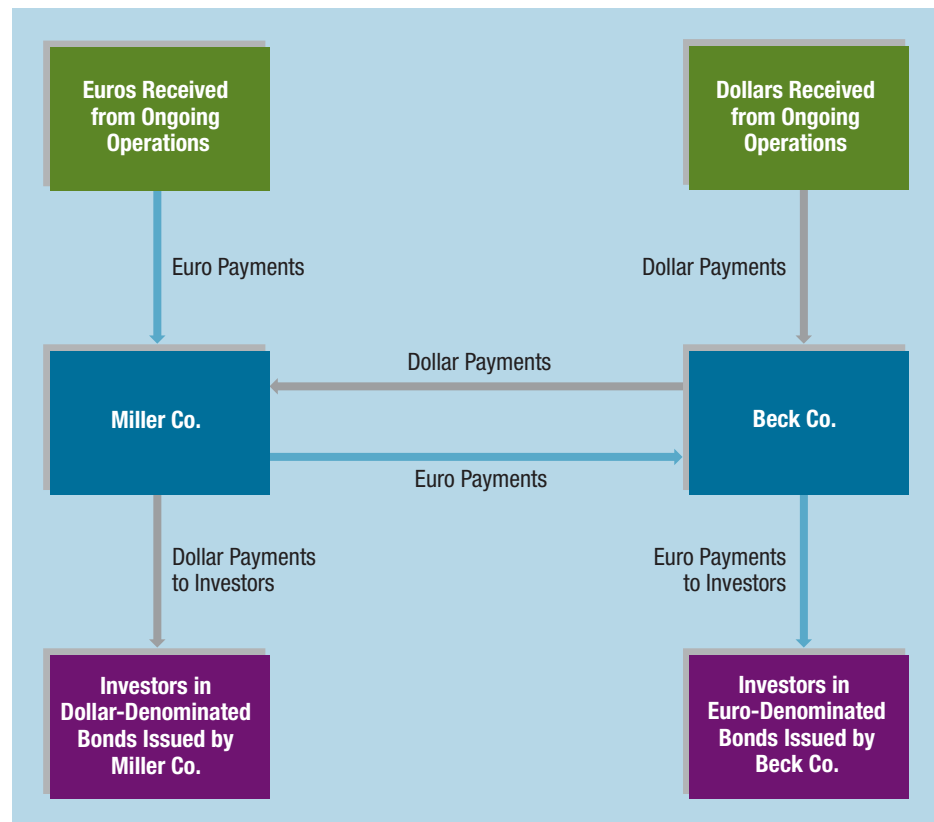 Euros Received
from Ongoing
Operations
Dollars Received
from Ongoing
Operations
Euro Payments
Dollar Payments
Dollar Payments
Miller Co.
Beck Co.
Euro Payments
Dollar Payments
to Investors
Euro Payments
to Investors
Investors in
Dollar-Denominated
Bonds Issued by
Miller Co.
Investors in
Euro-Denominated
Bonds Issued by
Beck Co.